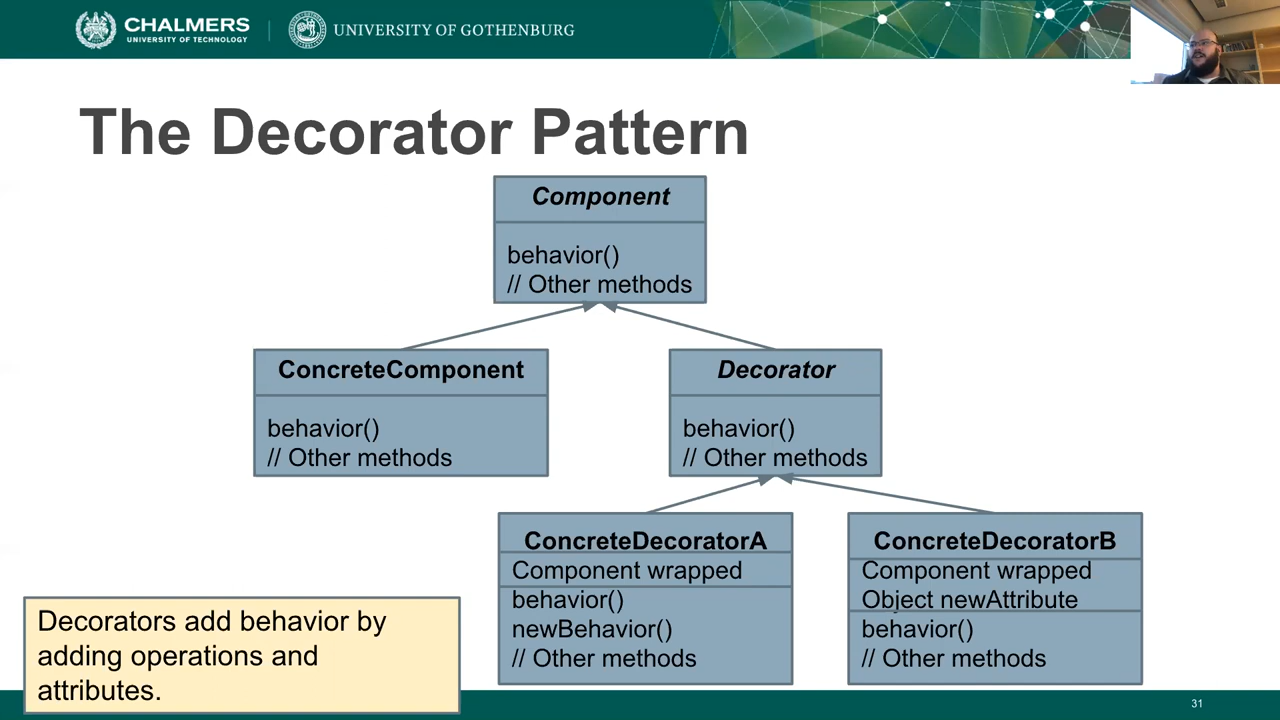 CHALMERS
UNIVERSITY OF TECHNOLOGY
UNIVERSITY OF GOTHENBURG
The Decorator Pattern
Component
behavior()
// Other methods
ConcreteComponent
behavior()
// Other methods
Decorator
behavior()
// Other methods
ConcreteDecoratorA
Component wrapped
behavior()
newBehavior()
// Other methods
ConcreteDecoratorB
Component wrapped
Object newAttribute
behavior()
// Other methods
Decorators add behavior by
adding operations and
attributes.
31